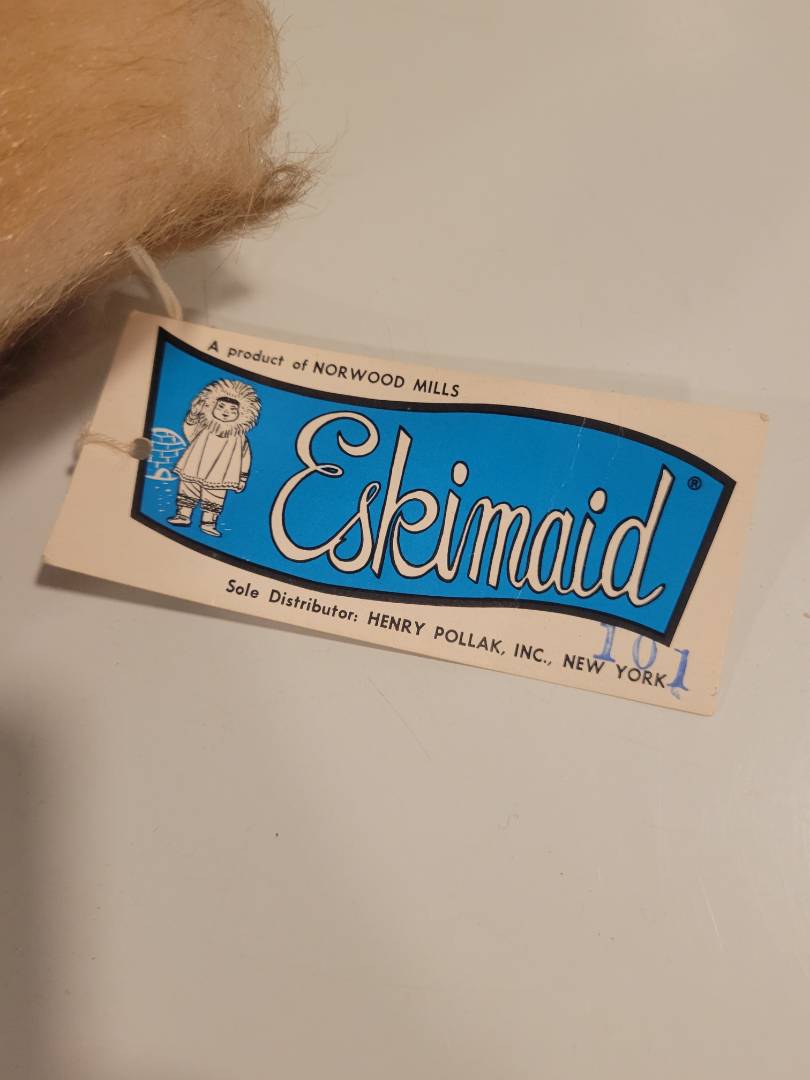 A product of NORWOOD MILLS
Eskimaid®
Sole Distributor: HENRY POLLAK, INC., NEW YORK
101